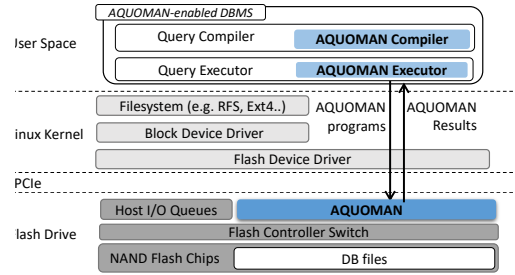 AQUOMAN-enabled DBMS
Query Compiler AQUOMAN Compiler
Jser Space
Query Executor AQUOMAN Executor
Filesystem (e.g. RFS, Ext4..) AQUOMAN AQUOMAN
programs Results
inux Kernel Block Device Driver
Flash Device Driver
PCIe
Host I/O Queues AQUOMAN
lash Drive Flash Controller Switch
NAND Flash Chips DB files